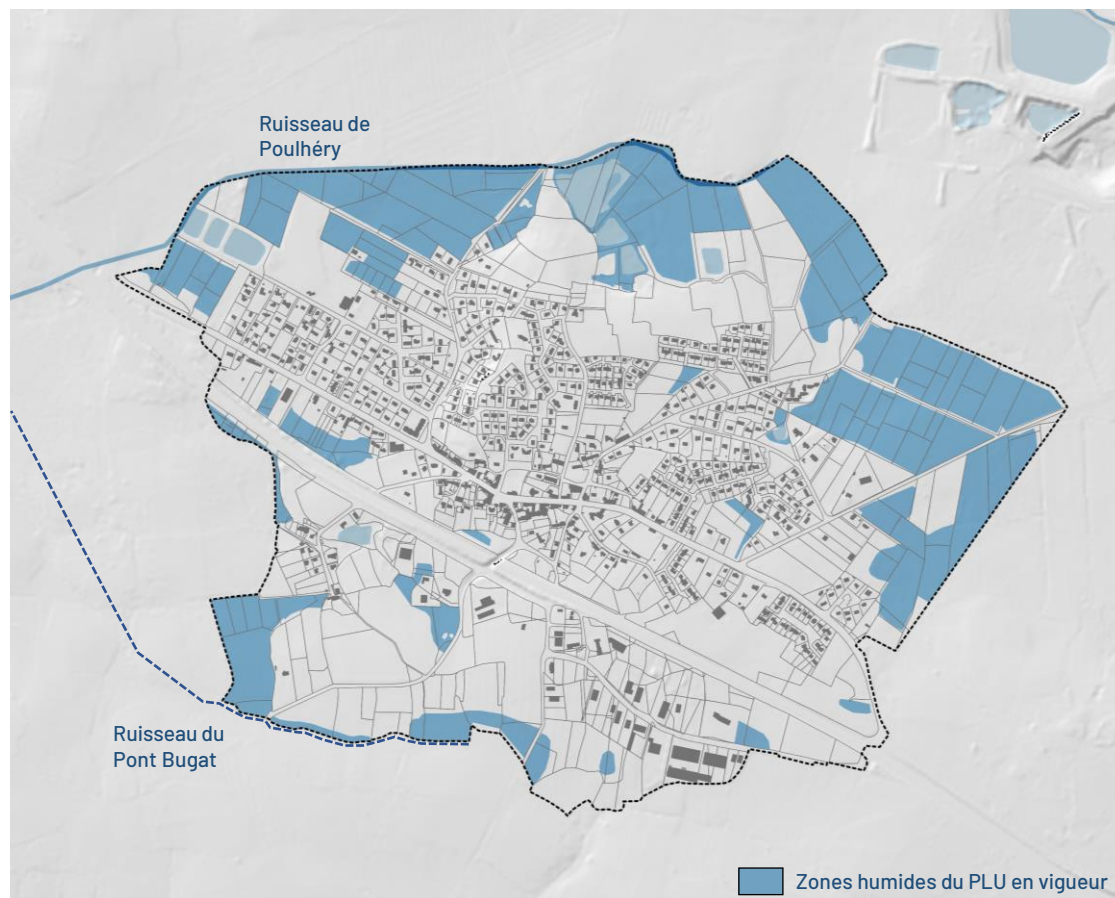 Ruisseau de
Poulhéry
Ruisseau du
Pont Bugat
Zones humides du PLU en vigueur